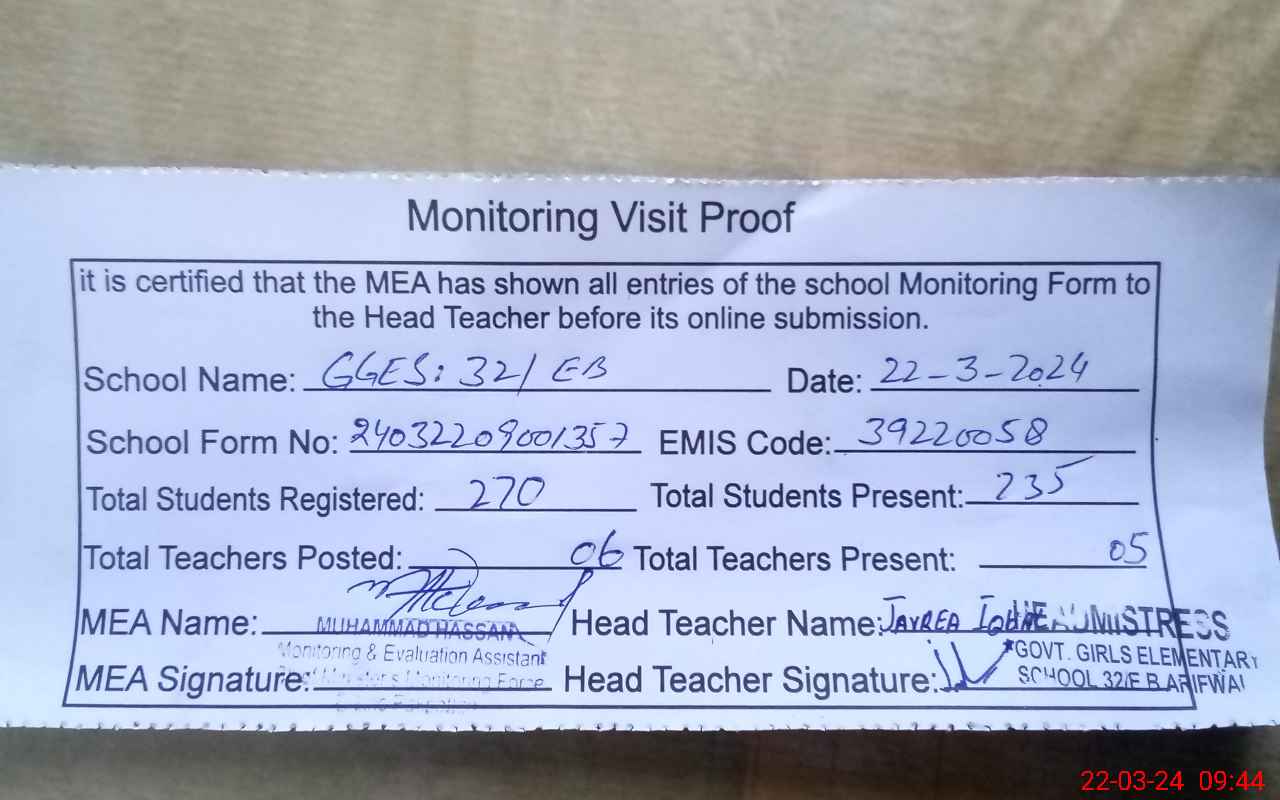 Monitoring Visit Proof
it is certified that the MEA has shown all entries of the school Monitoring Form to
the Head Teacher before its online submission.
School Name: GGES: 32/ EB Date: 22-3-2024
School Form No: 24032209001357 EMIS Code: 39220058
Total Students Registered: 270 Total Students Present: 235
Total Teachers Posted: 06 Total Teachers Present: 05
MEA Name: MUHAMMAD HASSAN Head Teacher Name: HEADMISTRESS
Monitoring & Evaluation Assistant GOVT. GIRLS ELEMENTARY
MEA Signature: Monitoring Force Head Teacher Signature: SCHOOL 32/E.B ARIFWAL
22-03-24 09:44